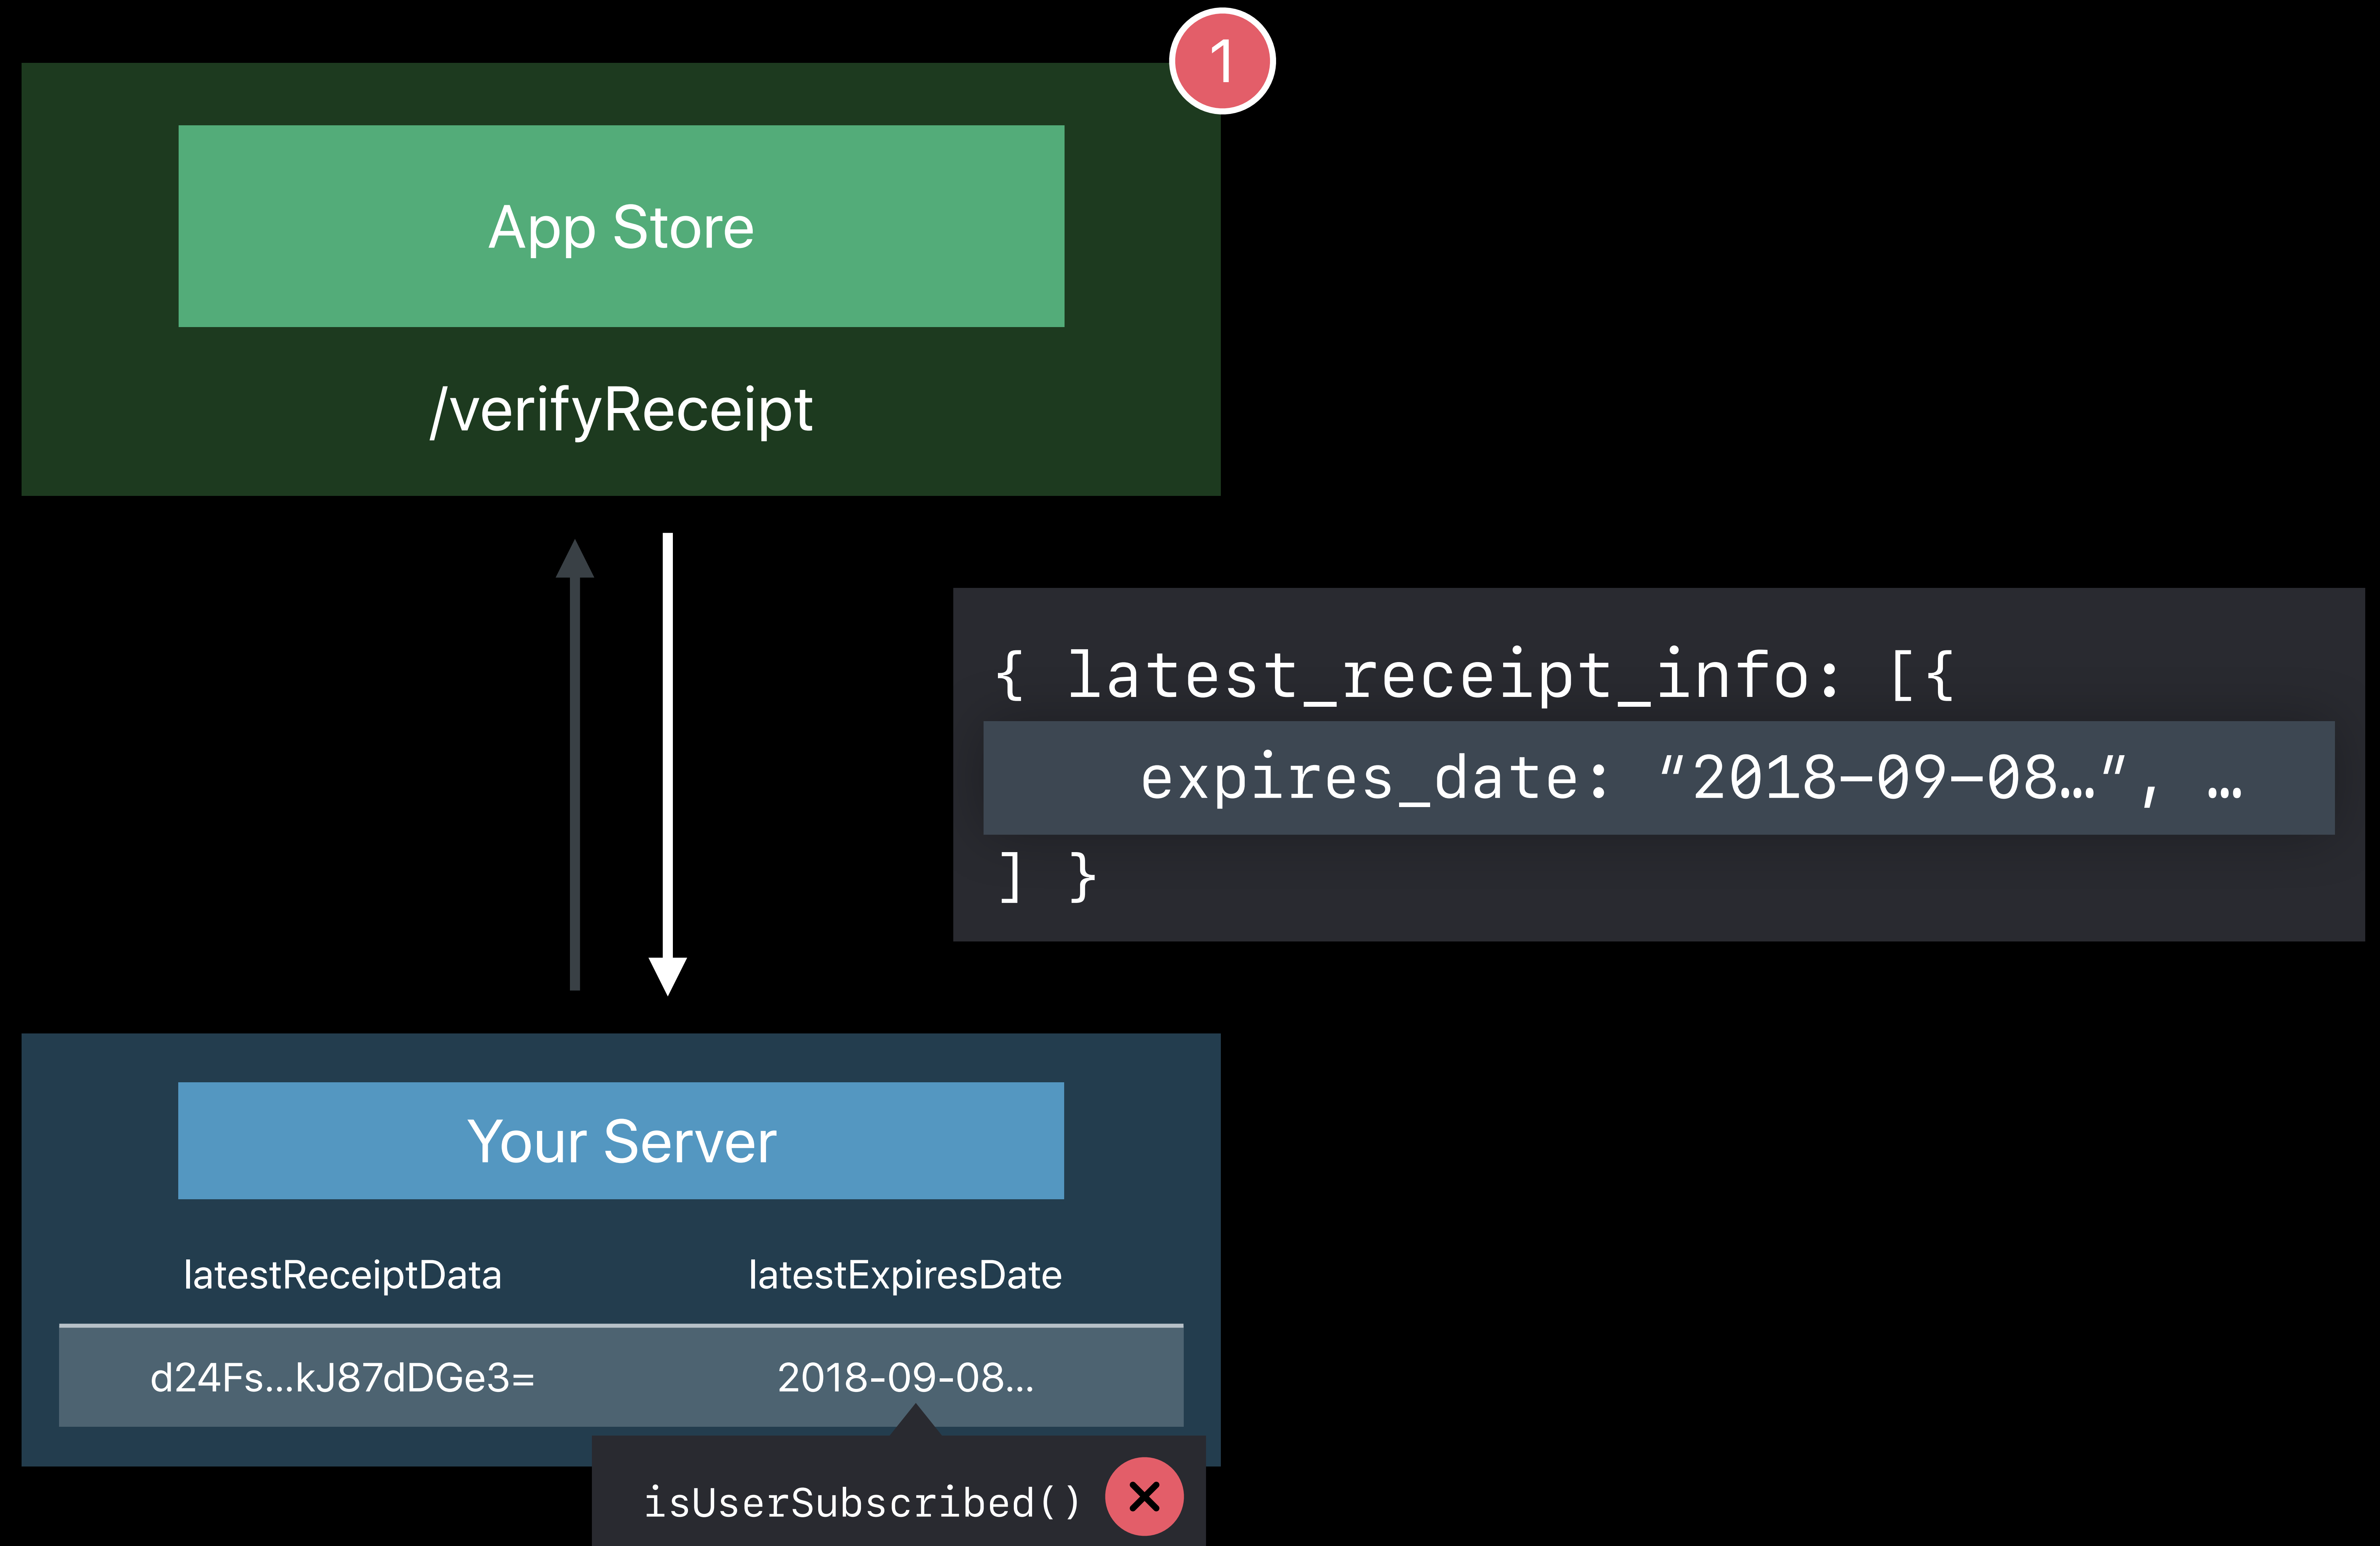 1
App Store
/verifyReceipt
{ latest_receipt_info: [{
expires_date: “2018-09-08…”, …
] }
Your Server
latestReceiptData latestExpiresDate
d24Fs...kJ87dDGe3= 2018-09-08...
isUserSubscribed()